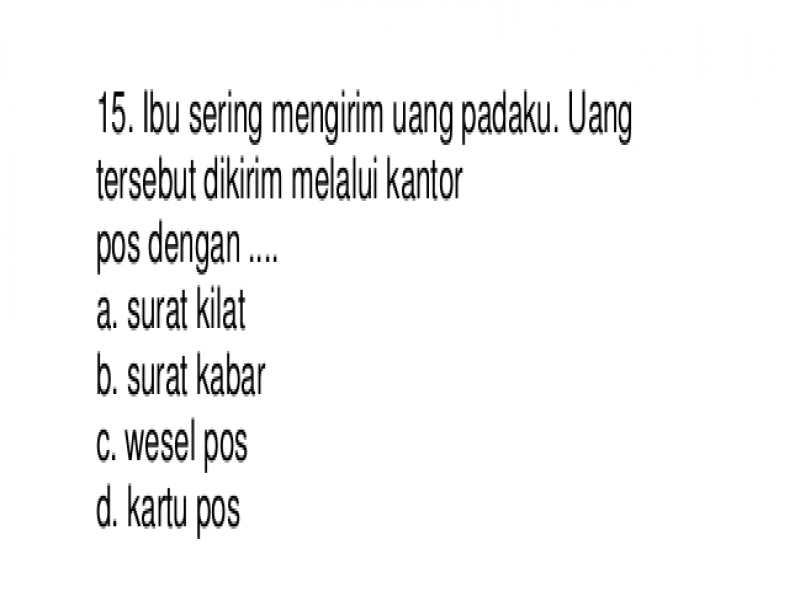 15. Ibu sering mengirim uang padaku. Uang
tersebut dikirim melalui kantor
pos dengan ....
a. surat kilat
b. surat kabar
c. wesel pos
d. kartu pos